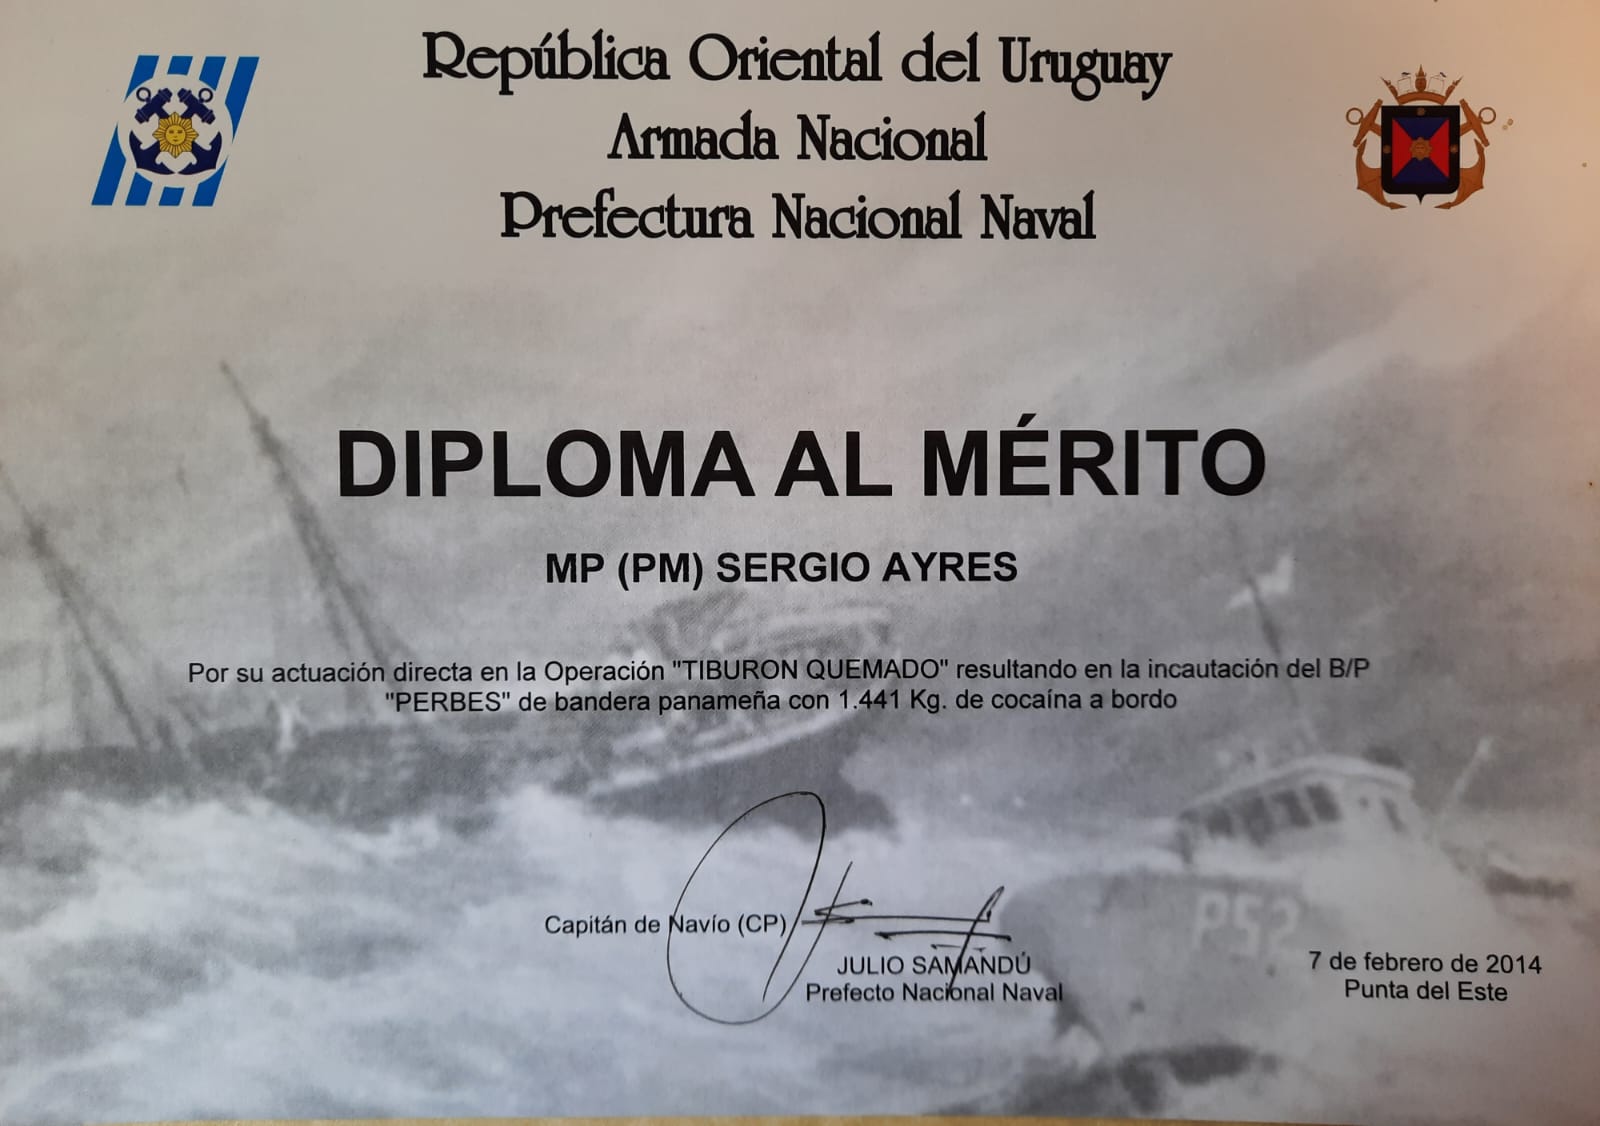 República Oriental del Uruguay
Armada Nacional
Prefectura Nacional Naval
DIPLOMA AL MÉRITO
MP (PM) SERGIO AYRES
Por su actuación directa en la Operación "TIBURON QUEMADO" resultando en la incautación del B/P
"PERBES" de bandera panameña con 1.441 Kg. de cocaína a bordo
P52
Capitán de Navío (CP)
JULIO SAMANDÚ
Prefecto Nacional Naval
7 de febrero de 2014
Punta del Este